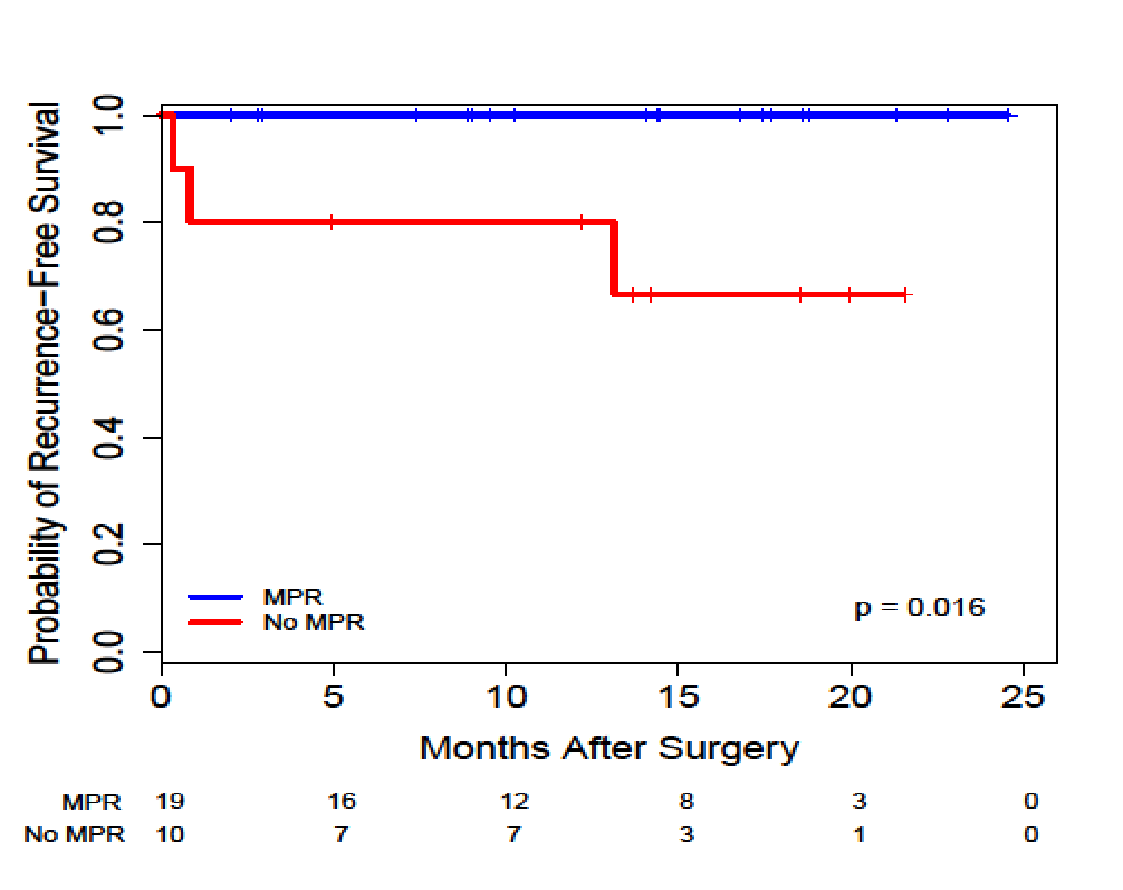 Probability of Recurrence-Free Survival
1.0
0.8
0.6
0.4
0.2
0.0
MPR
No MPR
p = 0.016
0 5 10 15 20 25
Months After Surgery
MPR 19 16 12 8 3 0
No MPR 10 7 7 3 1 0